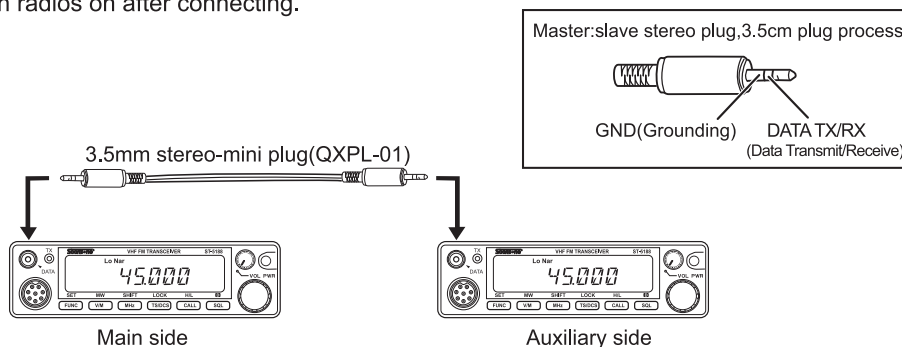 n radios on after connecting.
Master:slave stereo plug,3.5cm plug process
GND(Grounding)
DATA TX/RX
(Data Transmit/Receive)
3.5mm stereo-mini plug(QXPL-01)
TX
VHF FM TRANSCEIVER
ST-5188
Lo Nar
45.000
DATA
VOL PWR
SET MW SHIFT LOCK H/L
FUNC V/M MHz TS/DCS CALL SQL
Main side
TX
VHF FM TRANSCEIVER
ST-5188
Lo Nar
45.000
DATA
VOL PWR
SET MW SHIFT LOCK H/L
FUNC V/M MHz TS/DCS CALL SQL
Auxiliary side